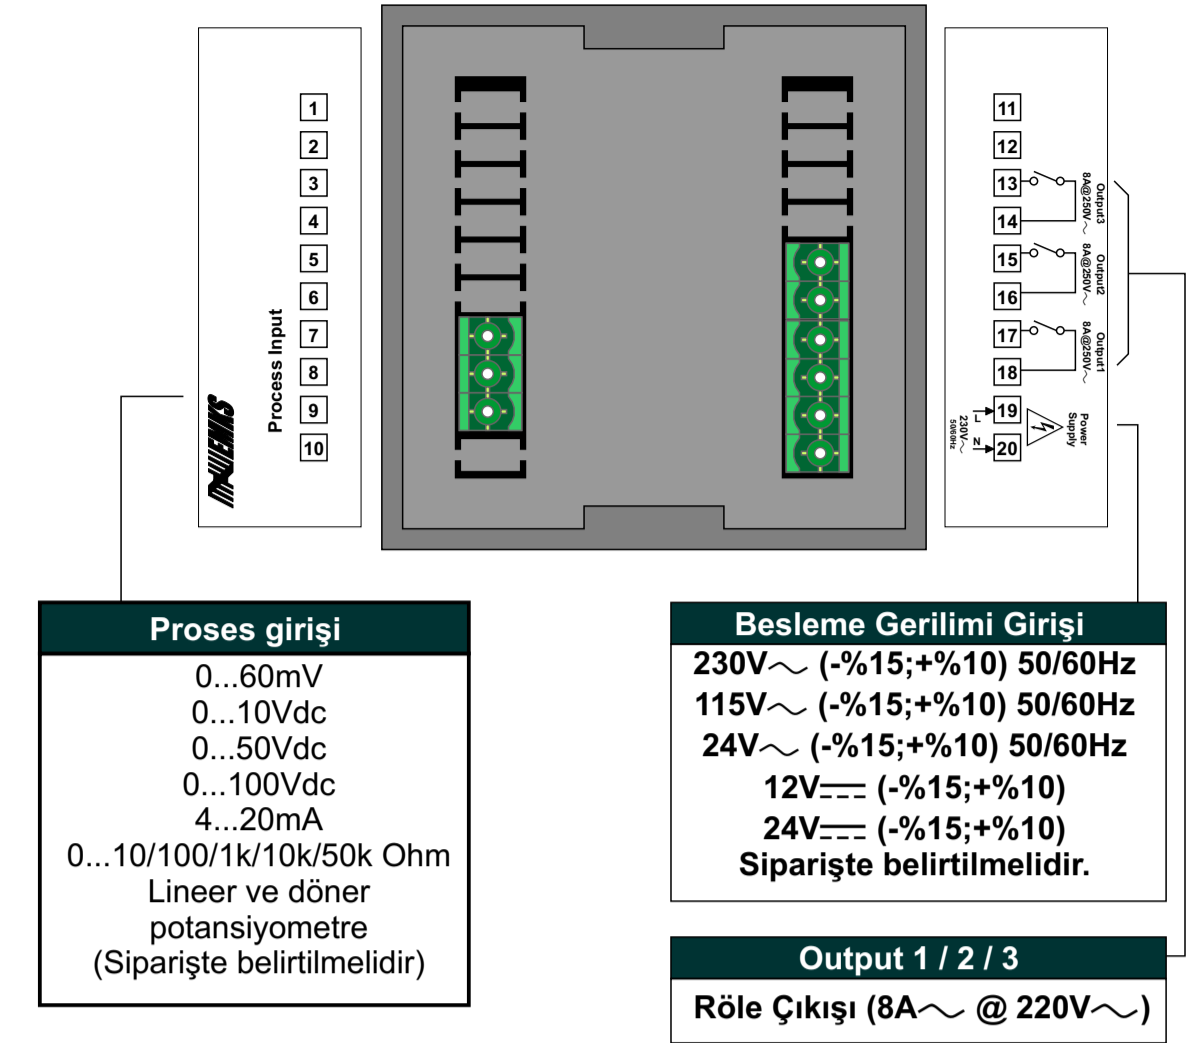 1
2
3
4
5
6
7
8
9
10
Process Input
11
12
13
14
15
16
17
18
19
20
Output3
8A@250V～
Output2
8A@250V～
Output1
8A@250V～
Power
Supply
L
N
230V～
50/60Hz
Proses girişi
0...60mV
0...10Vdc
0...50Vdc
0...100Vdc
4...20mA
0...10/100/1k/10k/50k Ohm
Lineer ve döner
potansiyometre
(Siparişte belirtilmelidir)
Besleme Gerilimi Girişi
230V～ (-%15;+%10) 50/60Hz
115V～ (-%15;+%10) 50/60Hz
24V～ (-%15;+%10) 50/60Hz
12V⎓ (-%15;+%10)
24V⎓ (-%15;+%10)
Siparişte belirtilmelidir.
Output 1 / 2 / 3
Röle Çıkışı (8A～ @ 220V～)